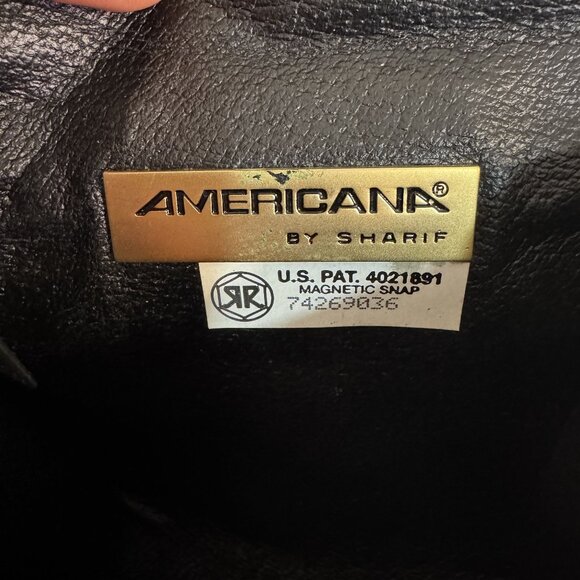 AMERICANA®
BY SHARIF
U.S. PAT. 4021891
MAGNETIC SNAP
74269036